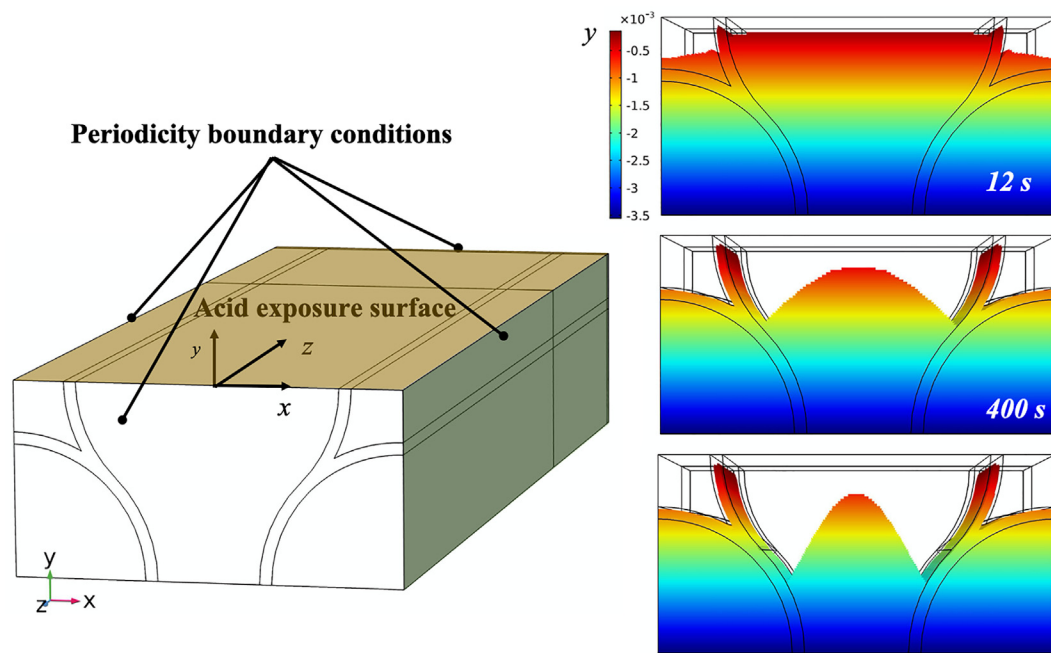 Periodicity boundary conditions
Acid exposure surface
y
z
x
y
z
x
y
×10⁻³
-0.5
-1
-1.5
-2
-2.5
-3
-3.5
12 s
400 s